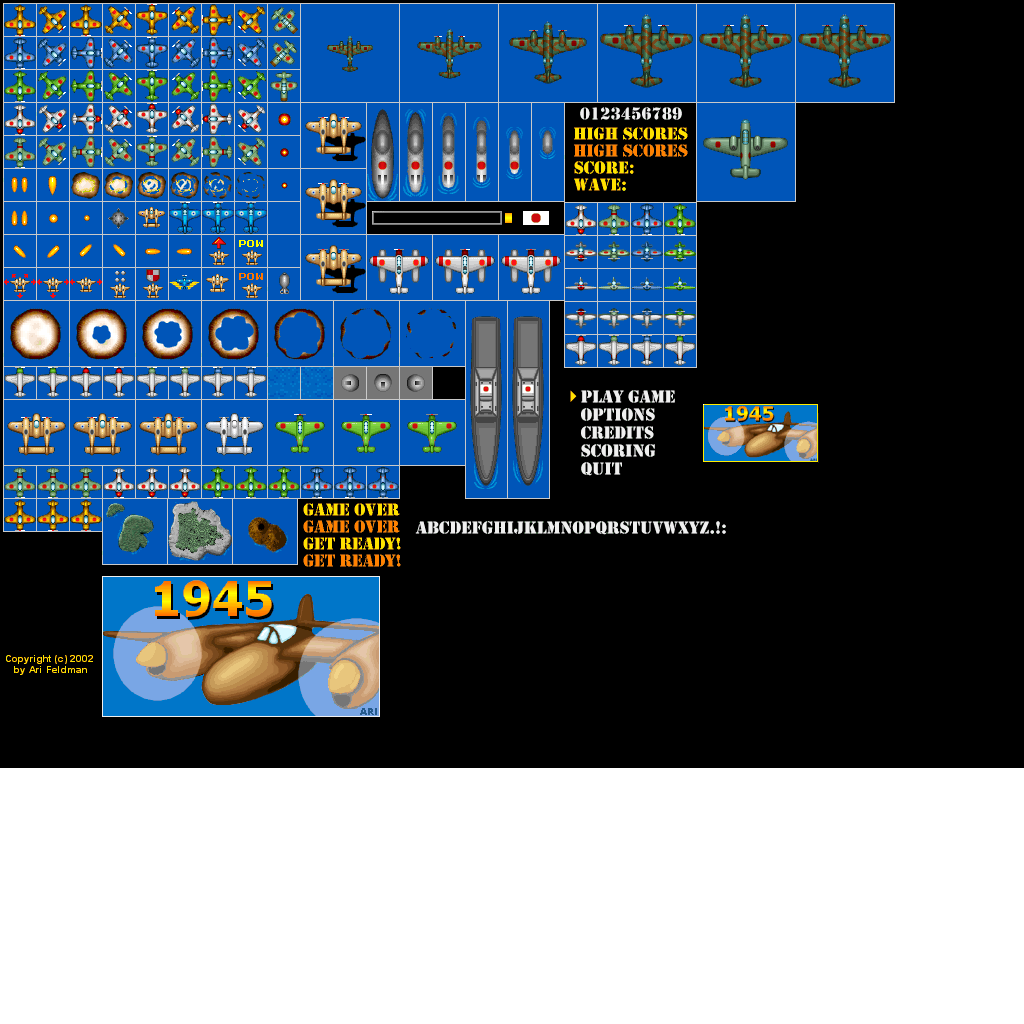 0123456789
HIGH SCORES
HIGH SCORES
SCORE:
WAVE:
POW
POW
PLAY GAME
OPTIONS
CREDITS
SCORING
QUIT
1945
GAME OVER
GAME OVER
GET READY!
GET READY!
ABCDEFGHIJKLMNOPQRSTUVWXYZ.!:
1945
ARI
Copyright (c) 2002
by Ari Feldman